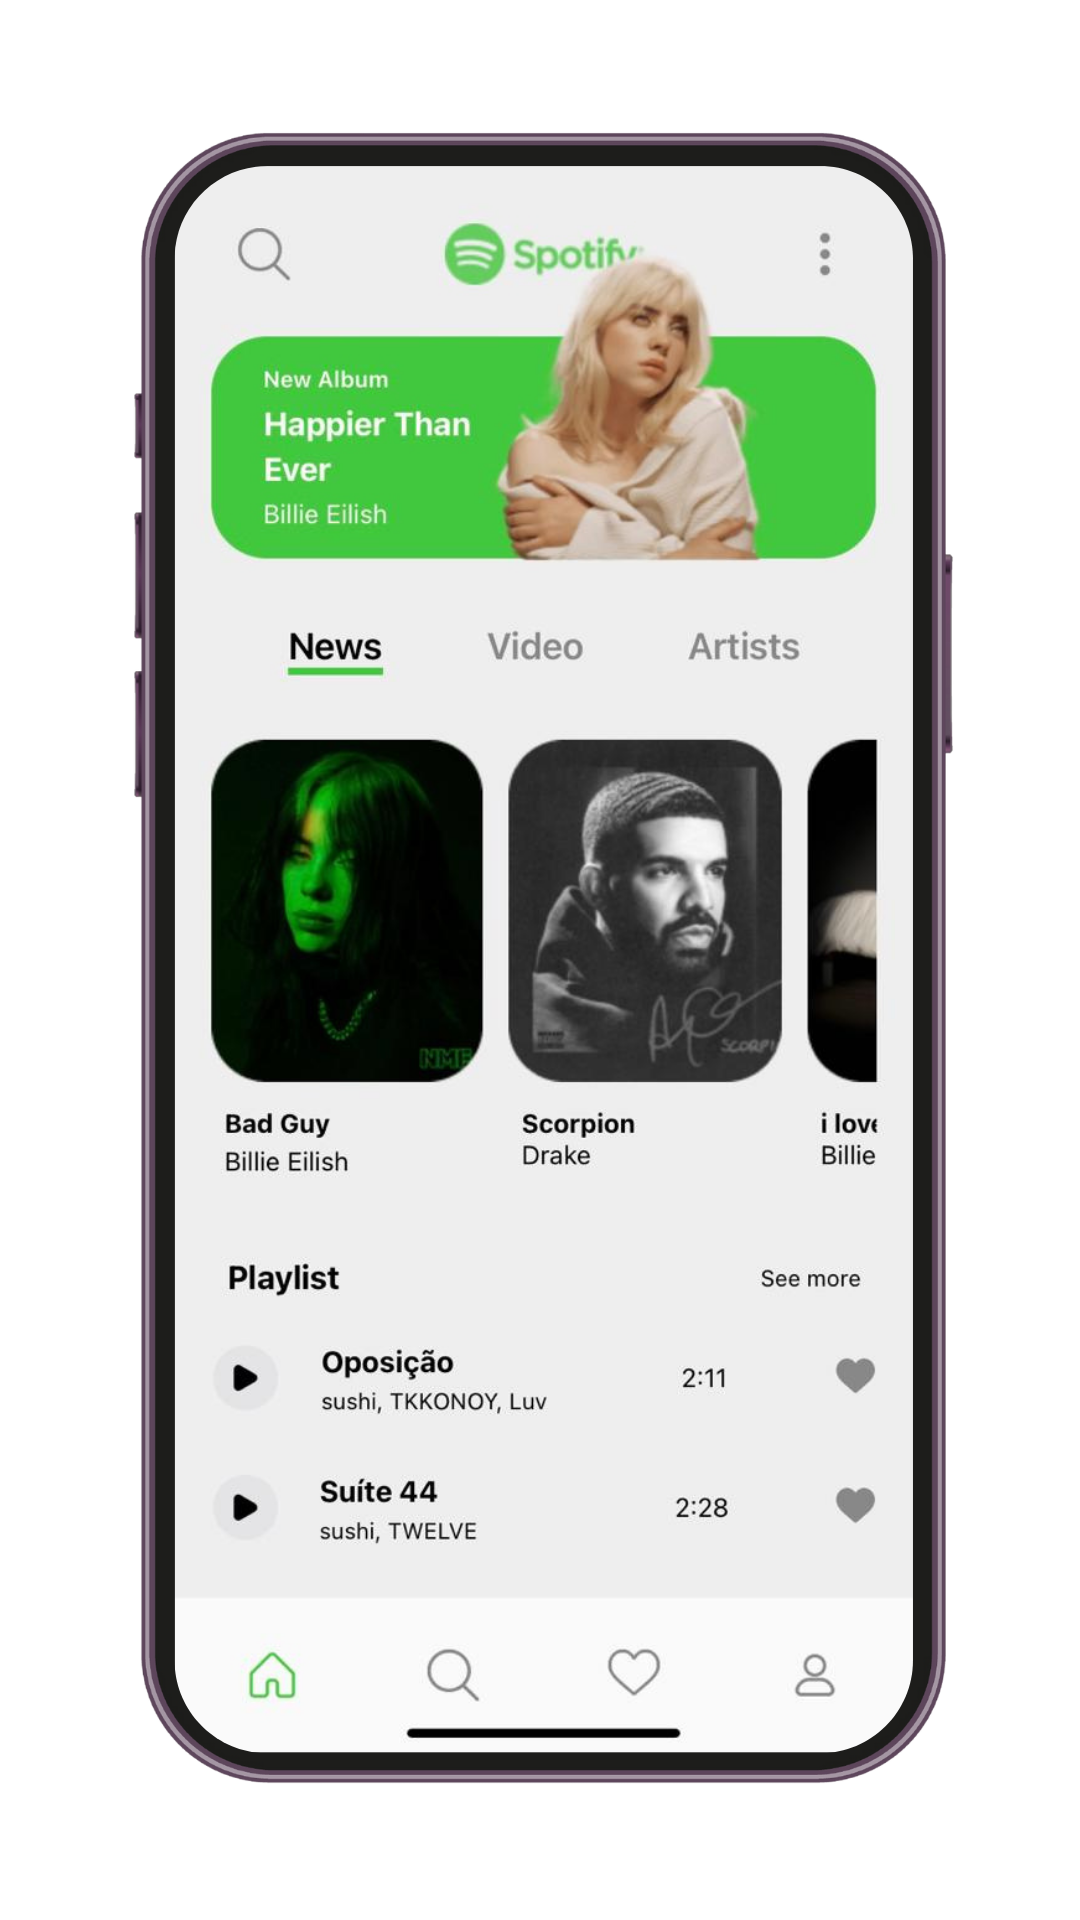 Spotify
New Album
Happier Than
Ever
Billie Eilish
News Video Artists
NME
SCORPI
Bad Guy Scorpion i love
Billie Eilish Drake Billie
Playlist See more
Oposição
sushi, TKKONOY, Luv
2:11
Suíte 44
sushi, TWELVE
2:28